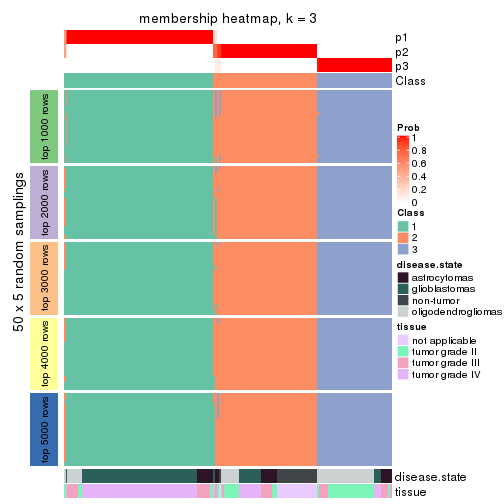 membership heatmap, k = 3
p1
p2
p3
Class
50 x 5 random samplings
top 1000 rows
top 2000 rows
top 3000 rows
top 4000 rows
top 5000 rows
Prob
1
0.8
0.6
0.4
0.2
0
Class
1
2
3
disease.state
astrocytomas
glioblastomas
non-tumor
oligodendrogliomas
tissue
not applicable
tumor grade II
tumor grade III
tumor grade IV
disease.state
tissue